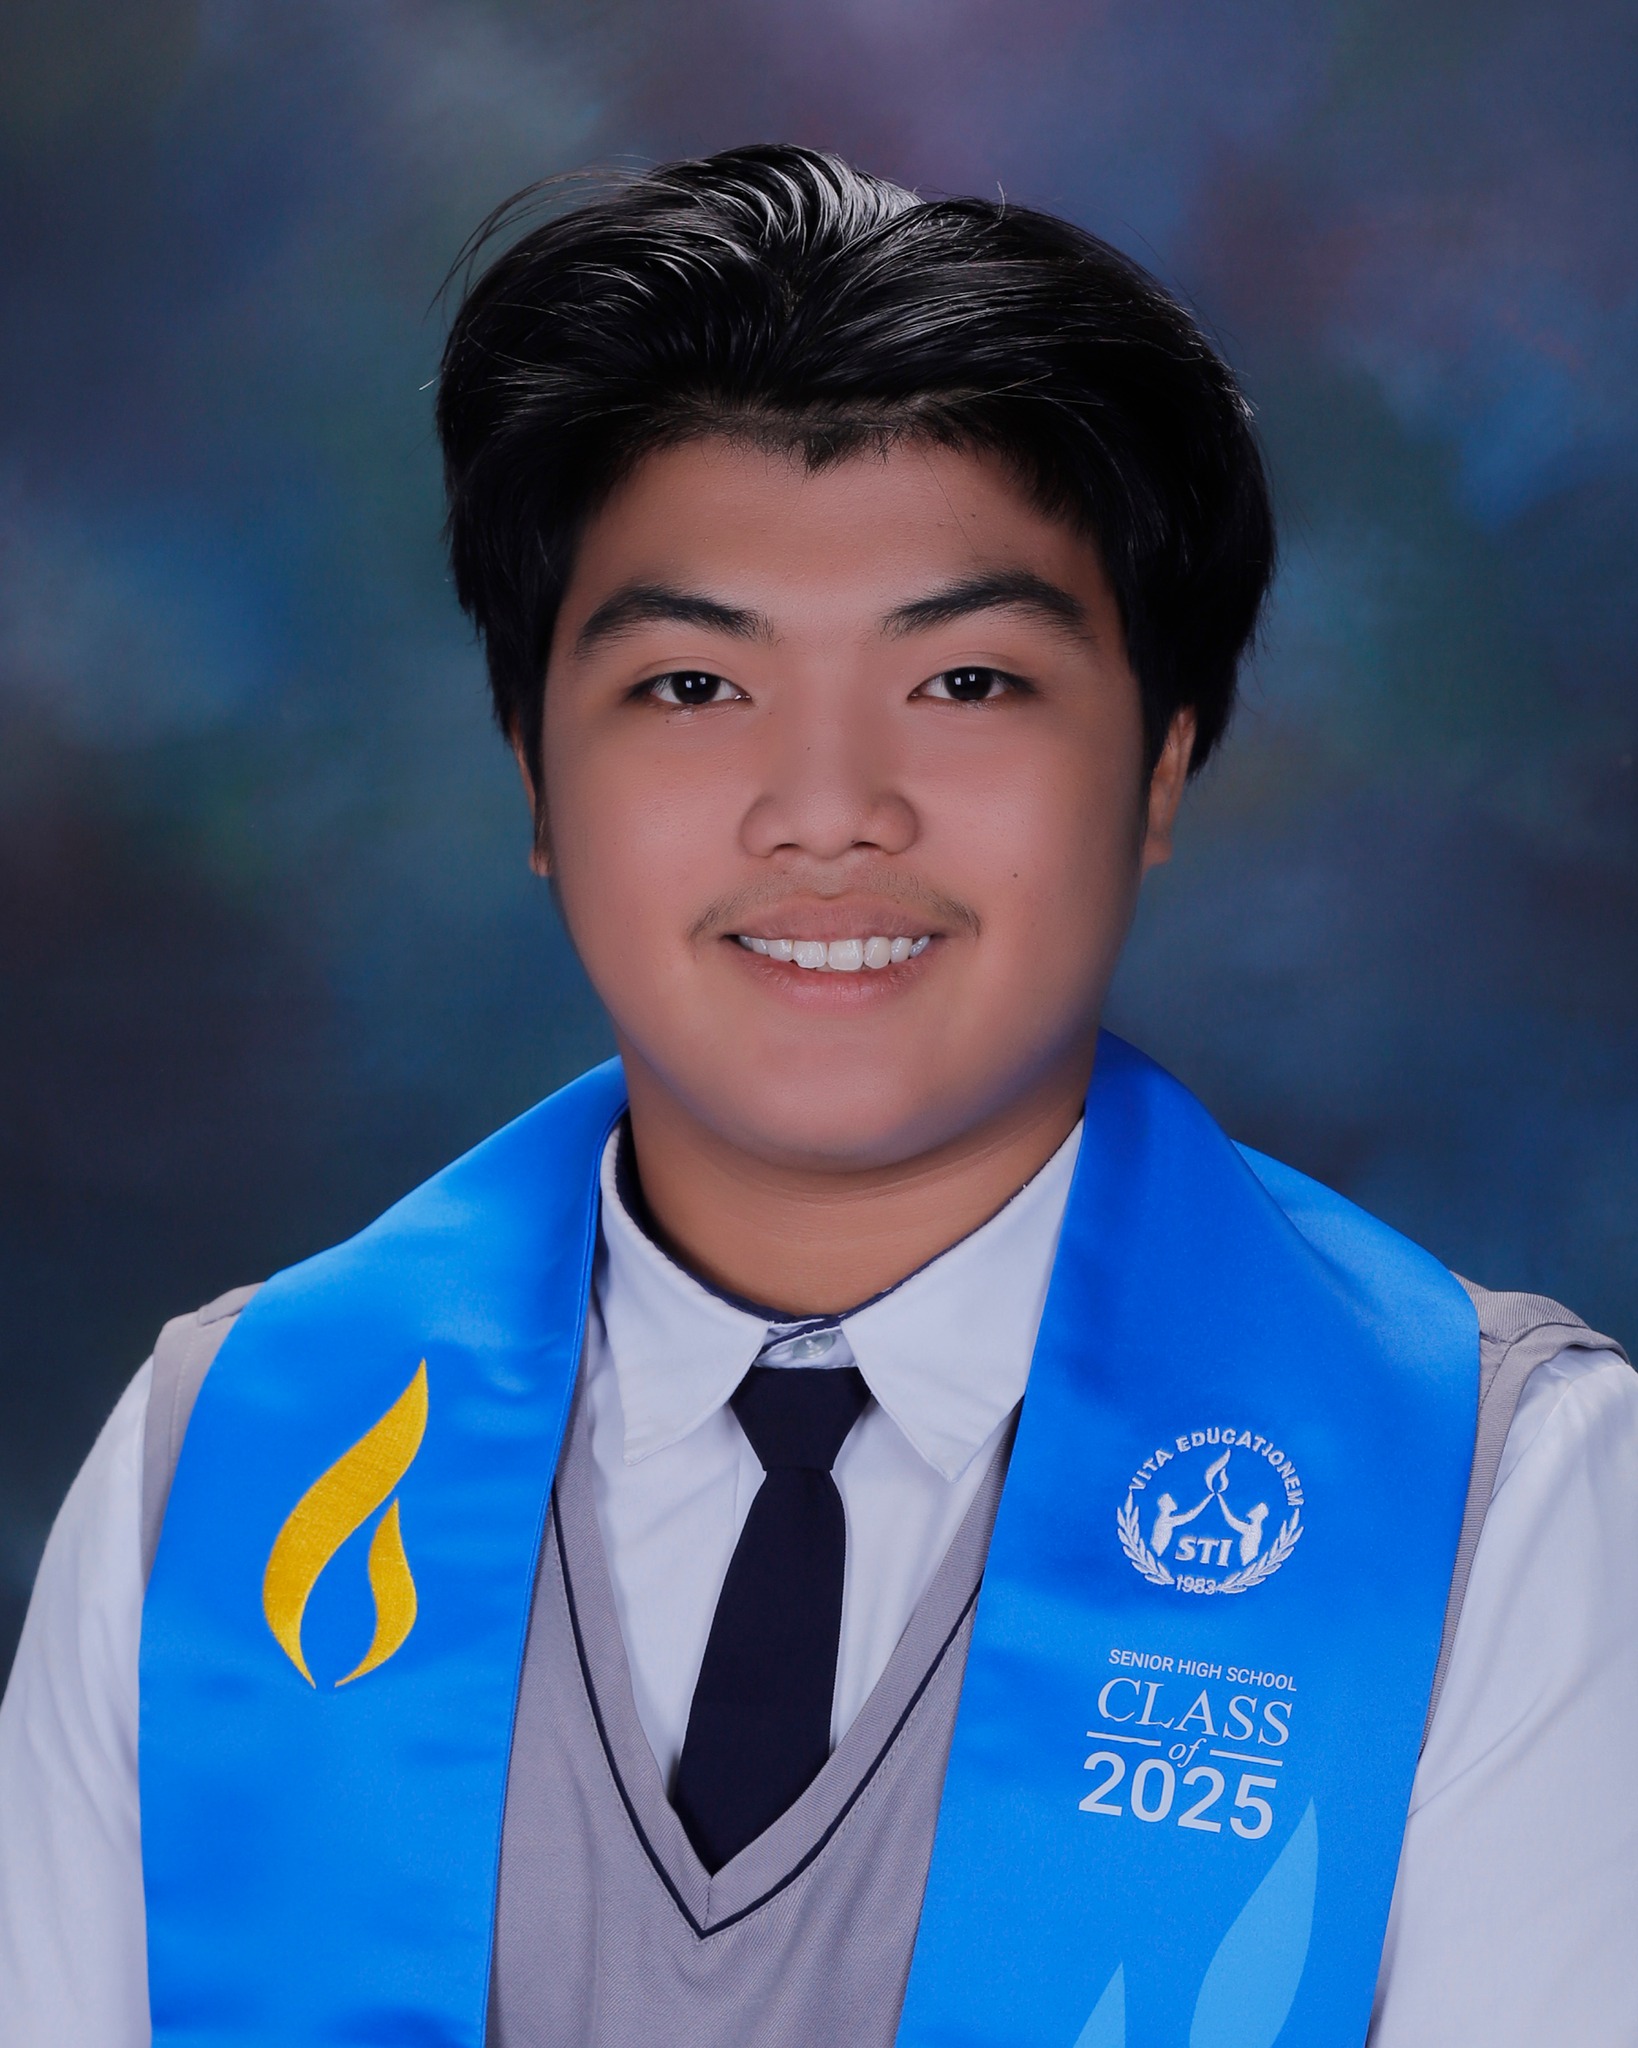 VITA EDUCATIONEM
STI
1983
SENIOR HIGH SCHOOL
CLASS
of
2025